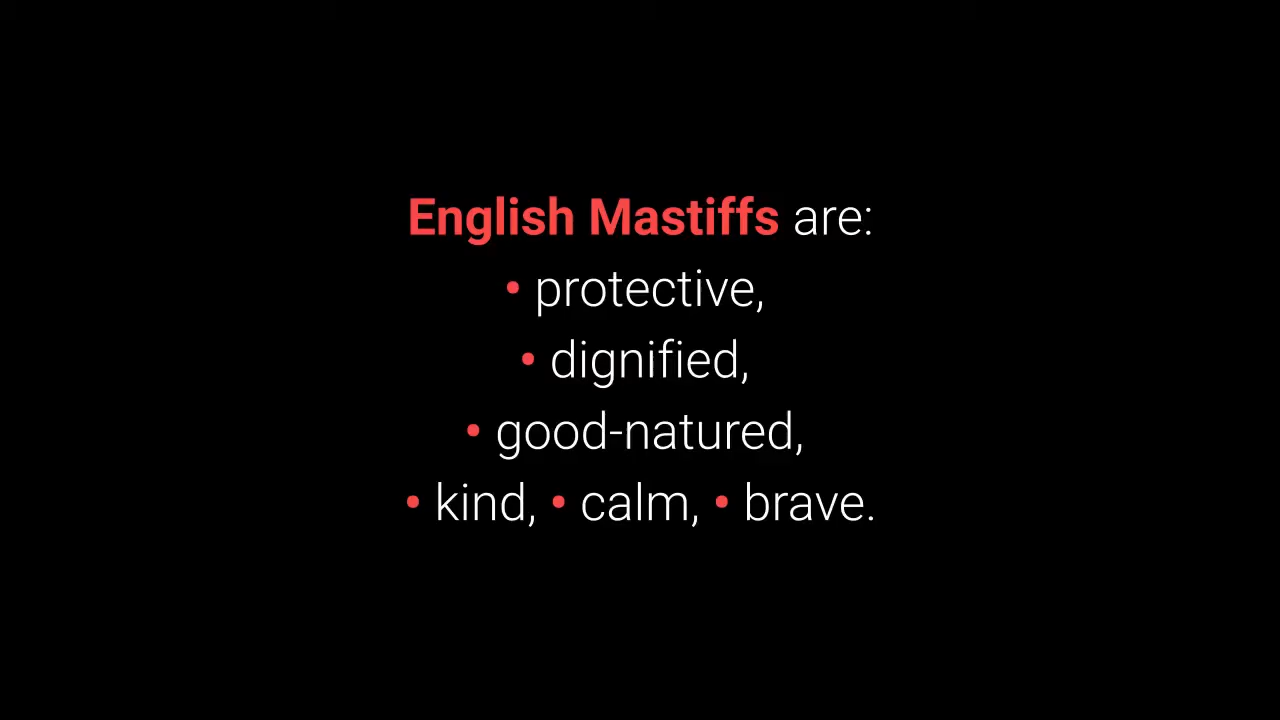 English Mastiffs are:
• protective,
• dignified,
• good-natured,
• kind, • calm, • brave.